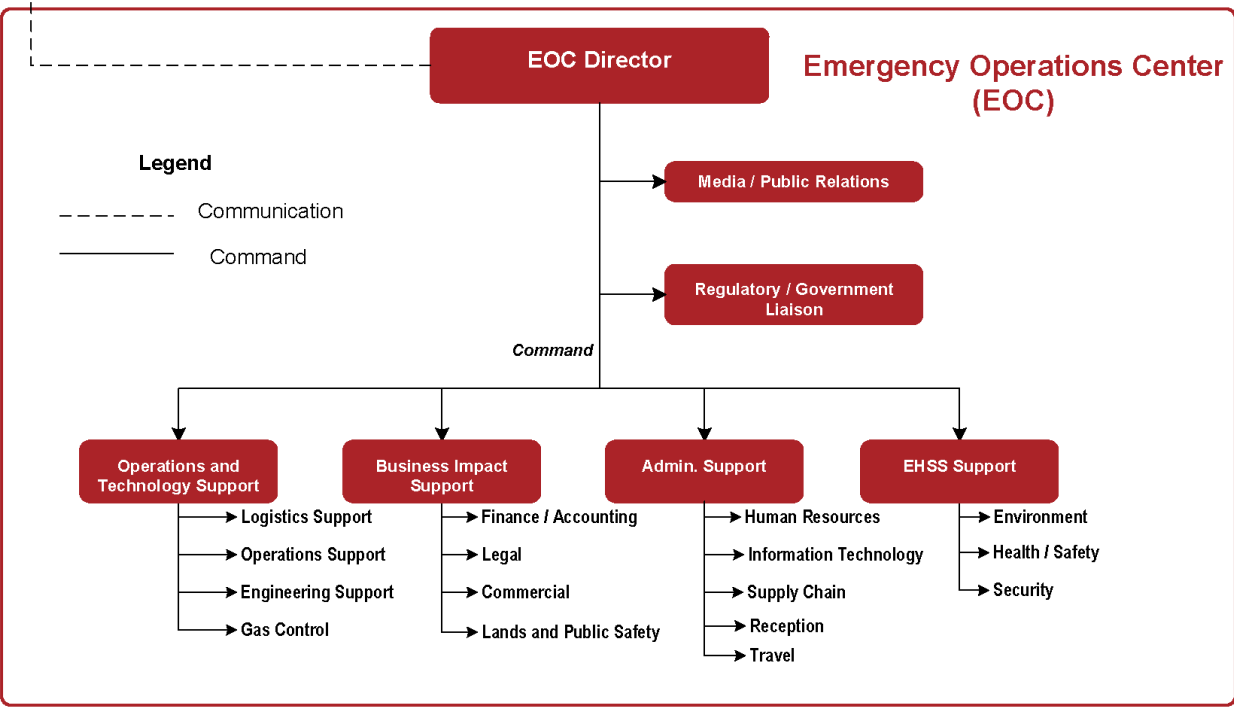 EOC Director
Emergency Operations Center
(EOC)
Legend
Communication
Command
Media / Public Relations
Regulatory / Government
Liaison
Command
Operations and
Technology Support
Logistics Support
Operations Support
Engineering Support
Gas Control
Business Impact
Support
Finance / Accounting
Legal
Commercial
Lands and Public Safety
Admin. Support
Human Resources
Information Technology
Supply Chain
Reception
Travel
EHSS Support
Environment
Health / Safety
Security